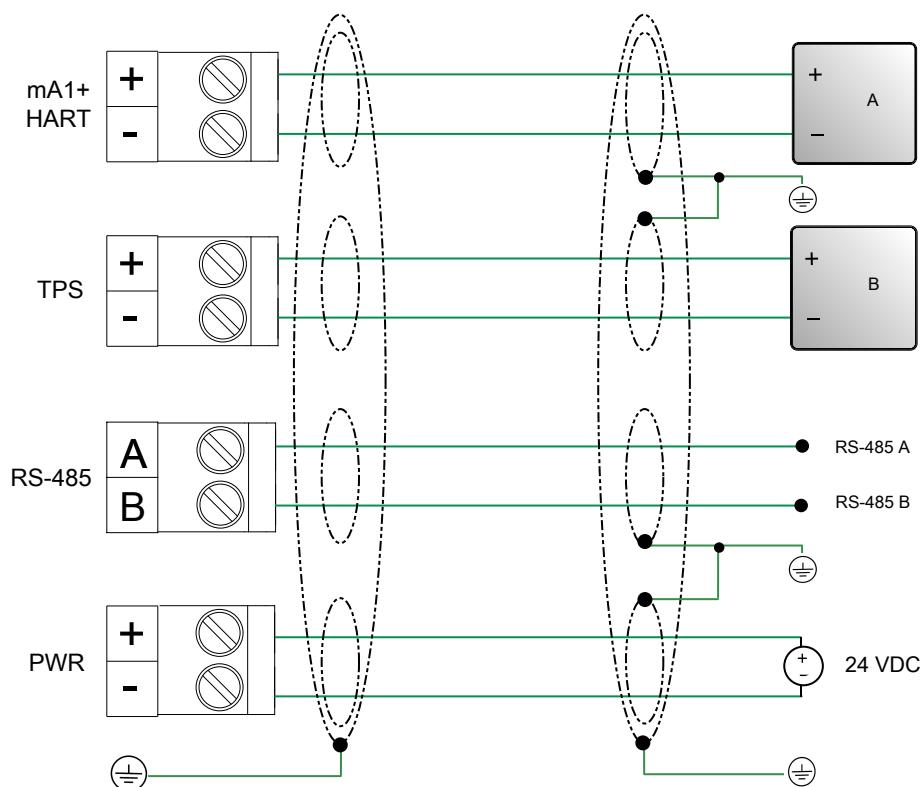 mA1+
HART
+
-
+
–
A
TPS
+
-
+
–
B
RS-485
A
B
RS-485 A
RS-485 B
PWR
+
-
+
–
24 VDC